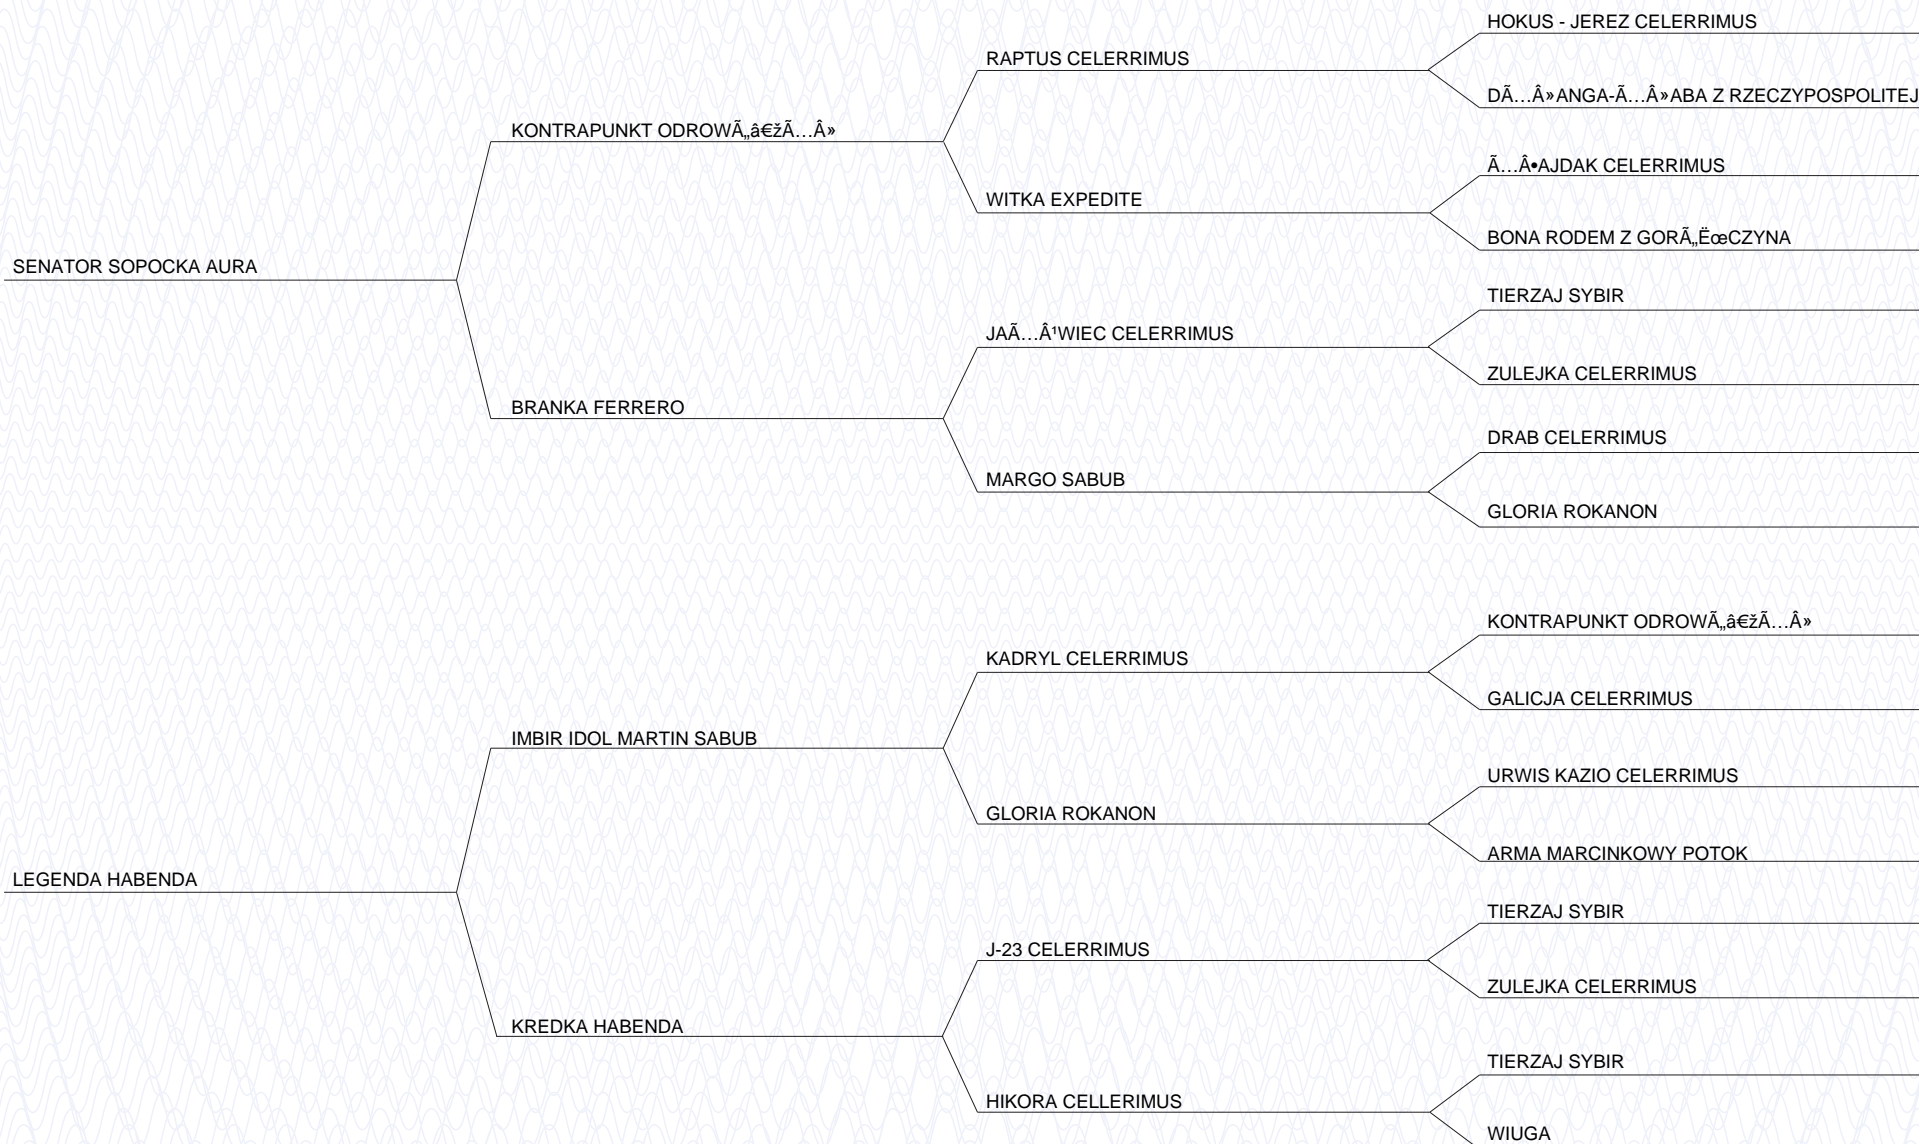 HOKUS - JEREZ CELERRIMUS
RAPTUS CELERRIMUS
DÃ…Â»ANGA-Ã…Â»ABA Z RZECZYPOSPOLITEJ
KONTRAPUNKT ODROWÃ„â€žÃ…Â»
Ã…Â•AJDAK CELERRIMUS
WITKA EXPEDITE
BONA RODEM Z GORÃ„ËœCZYNA
SENATOR SOPOCKA AURA
TIERZAJ SYBIR
JAÃ…Â¹WIEC CELERRIMUS
ZULEJKA CELERRIMUS
BRANKA FERRERO
DRAB CELERRIMUS
MARGO SABUB
GLORIA ROKANON
KONTRAPUNKT ODROWÃ„â€žÃ…Â»
KADRYL CELERRIMUS
GALICJA CELERRIMUS
IMBIR IDOL MARTIN SABUB
URWIS KAZIO CELERRIMUS
GLORIA ROKANON
ARMA MARCINKOWY POTOK
LEGENDA HABENDA
TIERZAJ SYBIR
J-23 CELERRIMUS
ZULEJKA CELERRIMUS
KREDKA HABENDA
TIERZAJ SYBIR
HIKORA CELLERIMUS
WIUGA